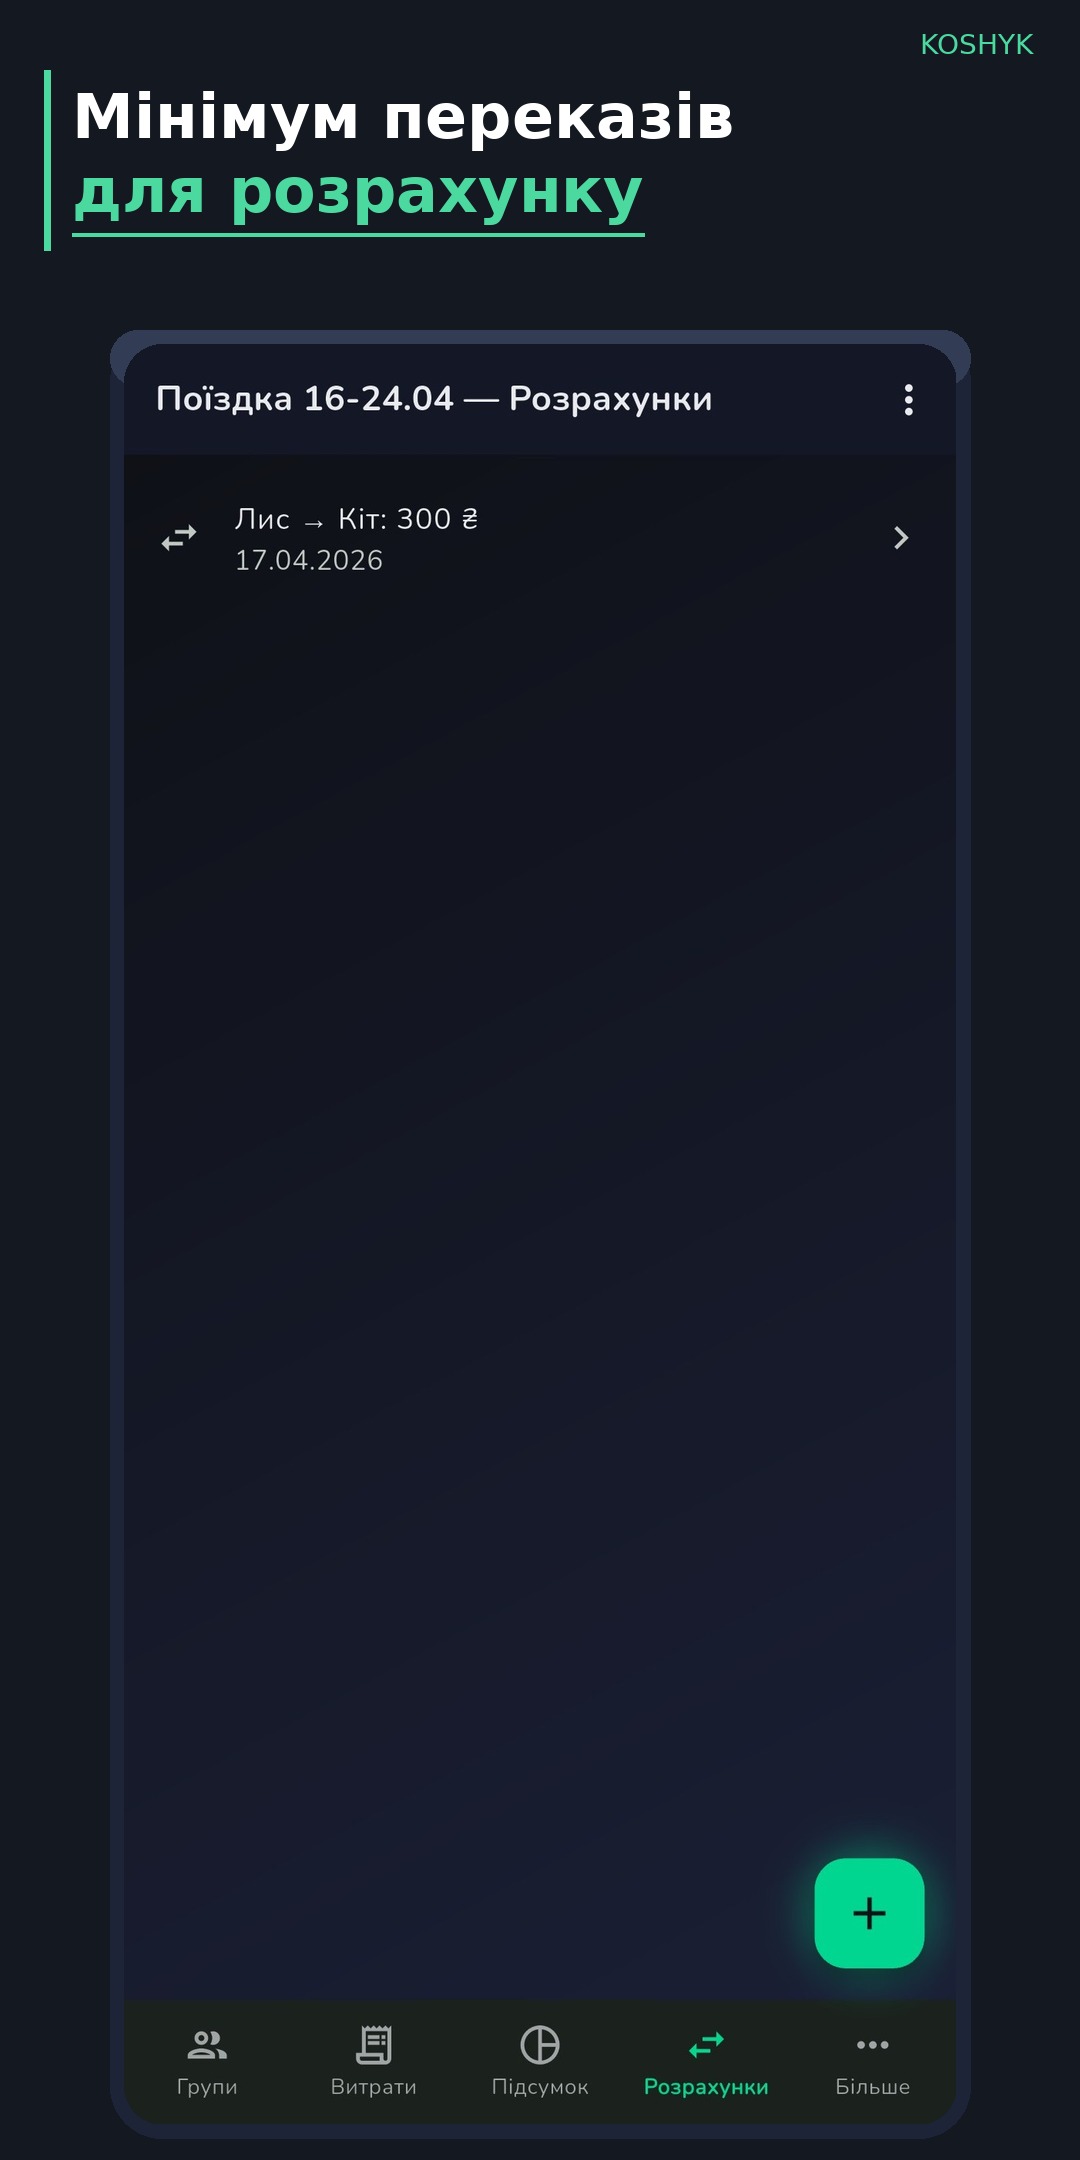 KOSHYK
Мінімум переказів
для розрахунку
Поїздка 16-24.04 — Розрахунки
Лис → Кіт: 300 ₴
17.04.2026
Групи
Витрати
Підсумок
Розрахунки
Більше